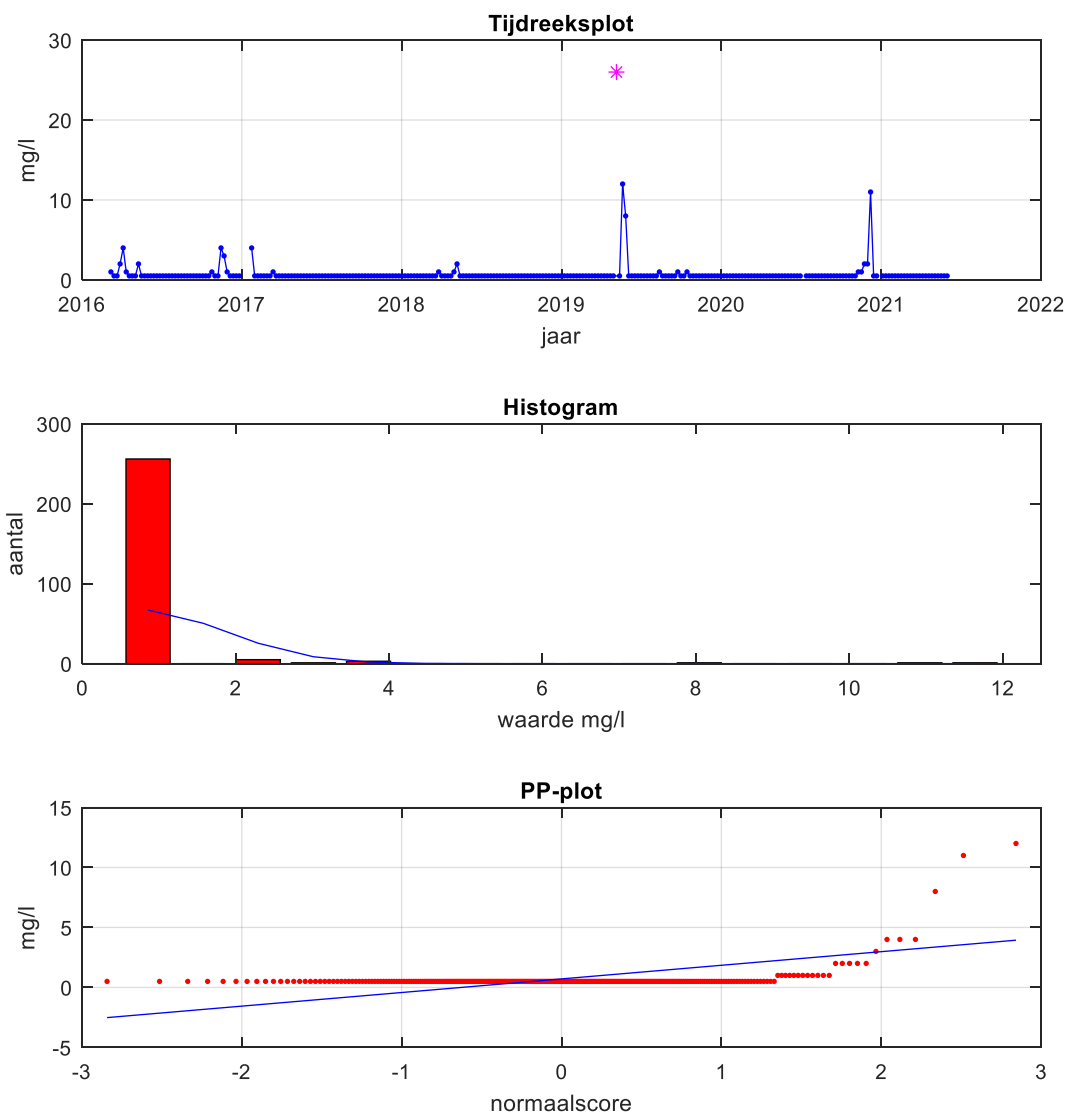 Tijdreeksplot
30
20
10
0
mg/l
2016 2017 2018 2019 2020 2021 2022
jaar
Histogram
300
200
100
0
aantal
0 2 4 6 8 10 12
waarde mg/l
PP-plot
15
10
5
0
-5
mg/l
-3 -2 -1 0 1 2 3
normaalscore